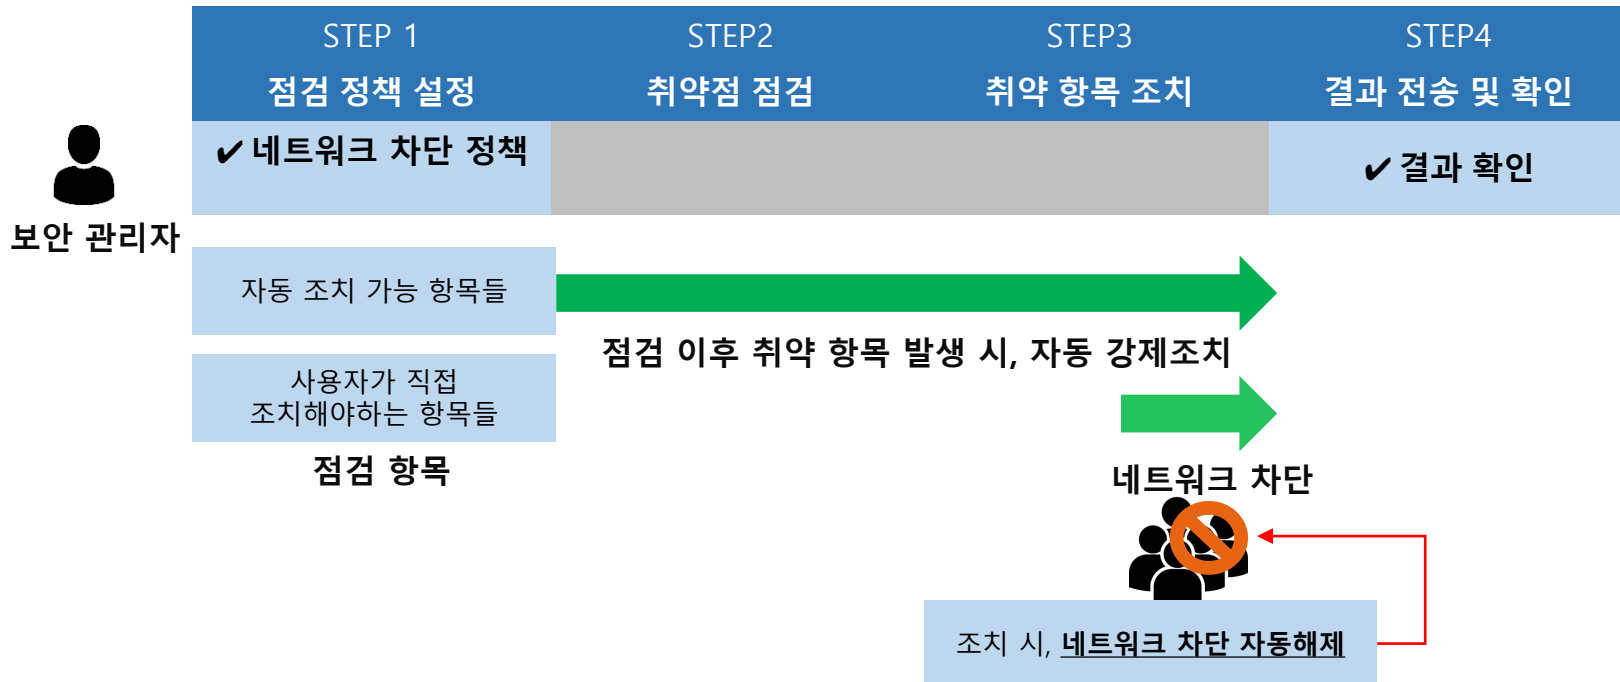 STEP 1
점검 정책 설정
STEP2
취약점 점검
STEP3
취약 항목 조치
STEP4
결과 전송 및 확인
✔ 네트워크 차단 정책
✔ 결과 확인
보안 관리자
자동 조치 가능 항목들
점검 이후 취약 항목 발생 시, 자동 강제조치
사용자가 직접
조치해야하는 항목들
점검 항목
네트워크 차단
조치 시, 네트워크 차단 자동해제